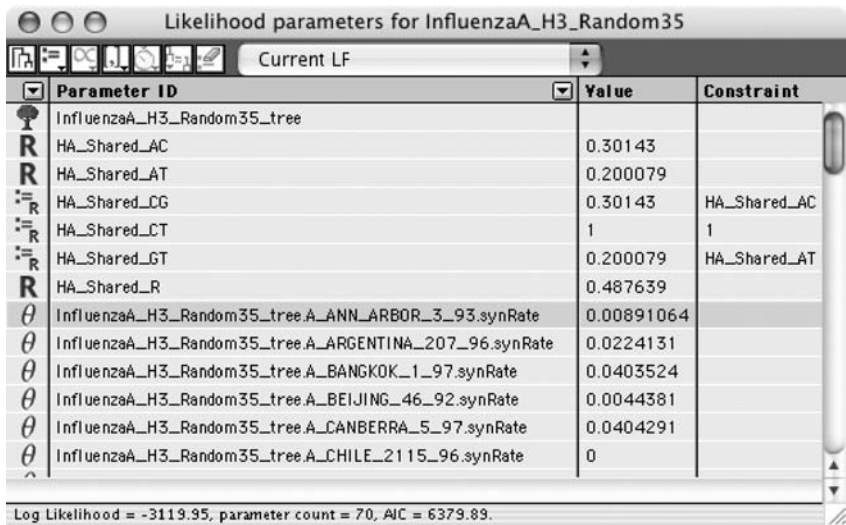 Likelihood parameters for InfluenzaA_H3_Random35
Current LF
Parameter ID Value Constraint
InfluenzaA_H3_Random35_tree
R HA_Shared_AC 0.30143
R HA_Shared_AT 0.200079
:=R HA_Shared_CG 0.30143 HA_Shared_AC
:=R HA_Shared_CT 1 1
:=R HA_Shared_GT 0.200079 HA_Shared_AT
R HA_Shared_R 0.487639
θ InfluenzaA_H3_Random35_tree.A_ANN_ARBOR_3_93.synRate 0.00891064
θ InfluenzaA_H3_Random35_tree.A_ARGENTINA_207_96.synRate 0.0224131
θ InfluenzaA_H3_Random35_tree.A_BANGKOK_1_97.synRate 0.0403524
θ InfluenzaA_H3_Random35_tree.A_BEIJING_46_92.synRate 0.0044381
θ InfluenzaA_H3_Random35_tree.A_CANBERRA_5_97.synRate 0.0404291
θ InfluenzaA_H3_Random35_tree.A_CHILE_2115_96.synRate 0
Log Likelihood = -3119.95, parameter count = 70, AIC = 6379.89.